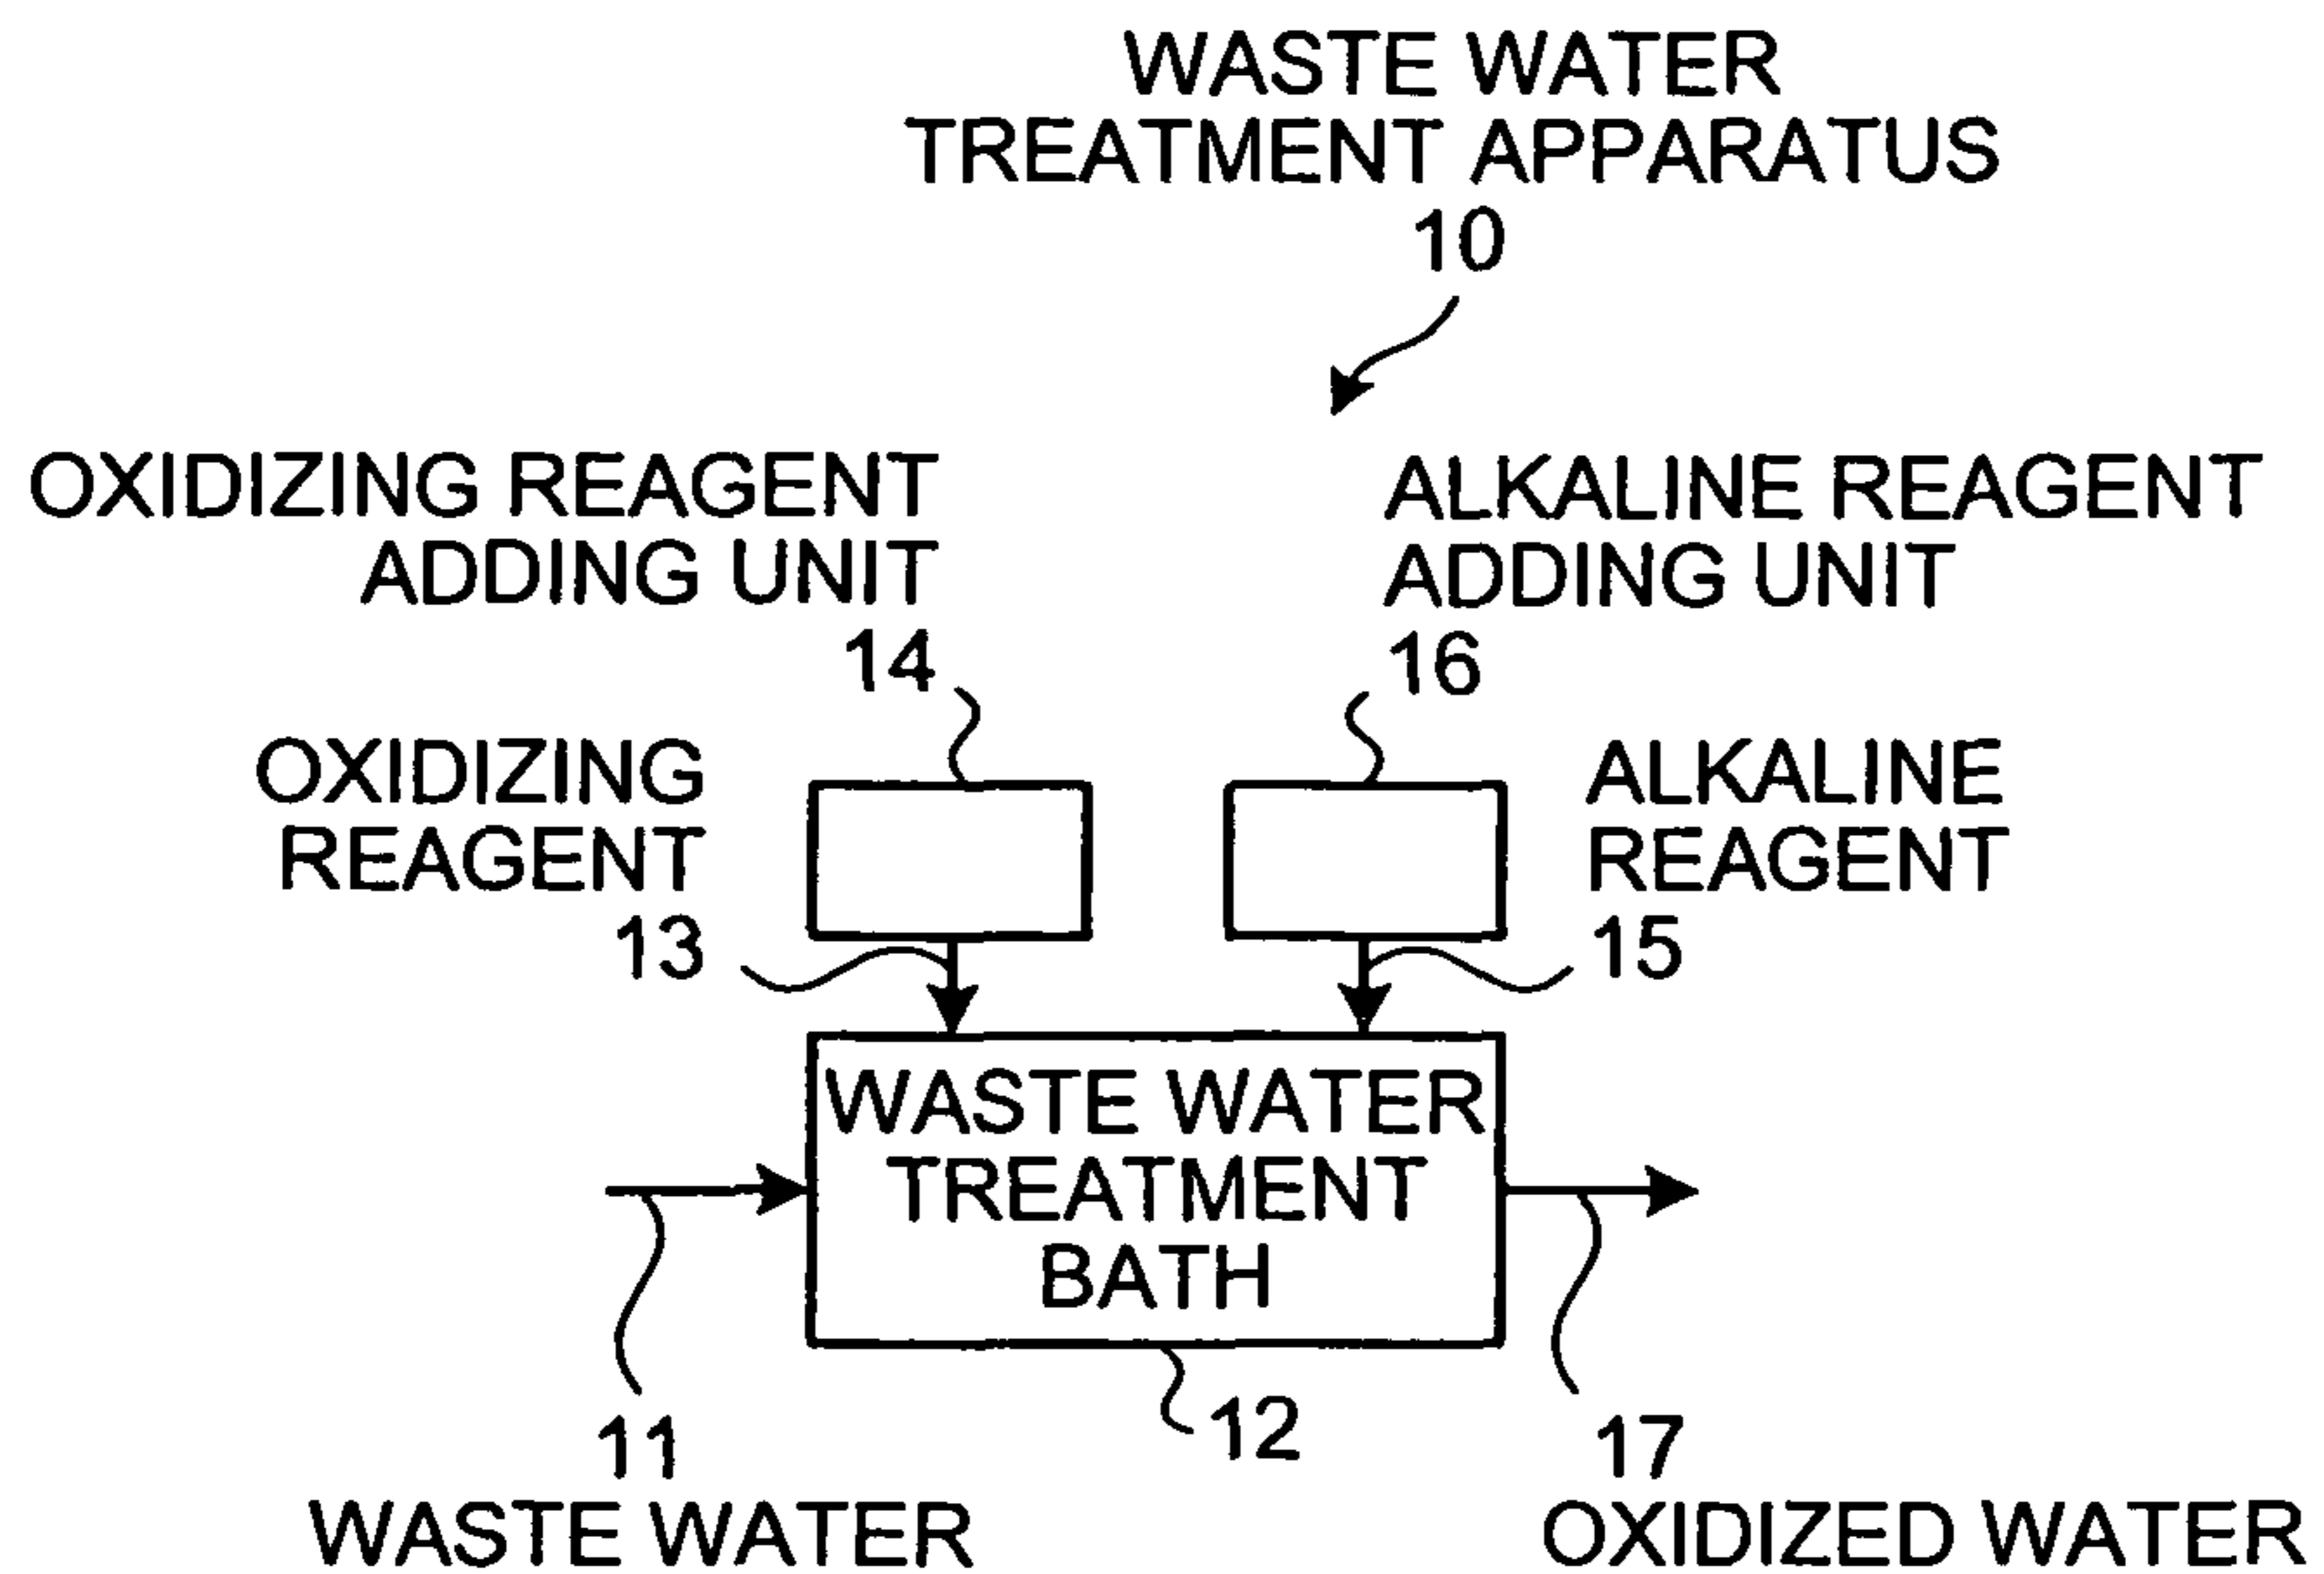 WASTE WATER
TREATMENT APPARATUS
10
OXIDIZING REAGENT
ADDING UNIT
14
ALKALINE REAGENT
ADDING UNIT
16
OXIDIZING
REAGENT
13
ALKALINE
REAGENT
15
WASTE WATER
TREATMENT
BATH
12
11
WASTE WATER
17
OXIDIZED WATER